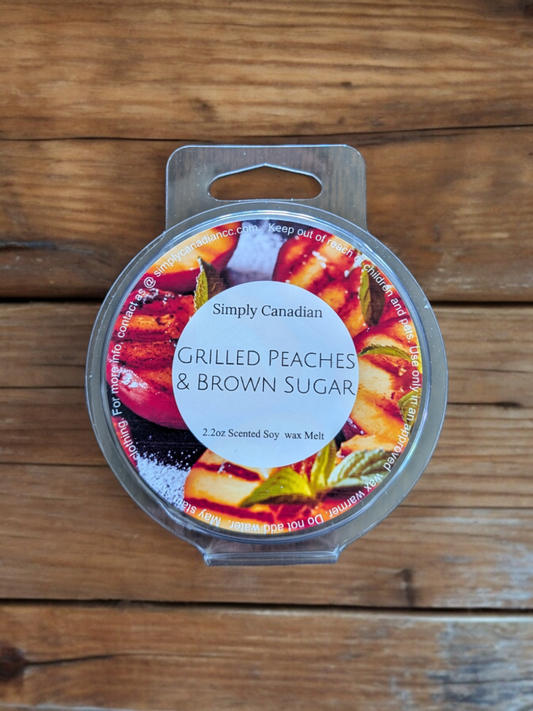 Simply Canadian
GRILLED PEACHES
& BROWN SUGAR
2.2oz Scented Soy wax Melt
Keep out of reach of children and pets. Use only in an approved wax warmer. Do not add water. May stain clothing. For more info, contact as @ simplycanadiancc.com